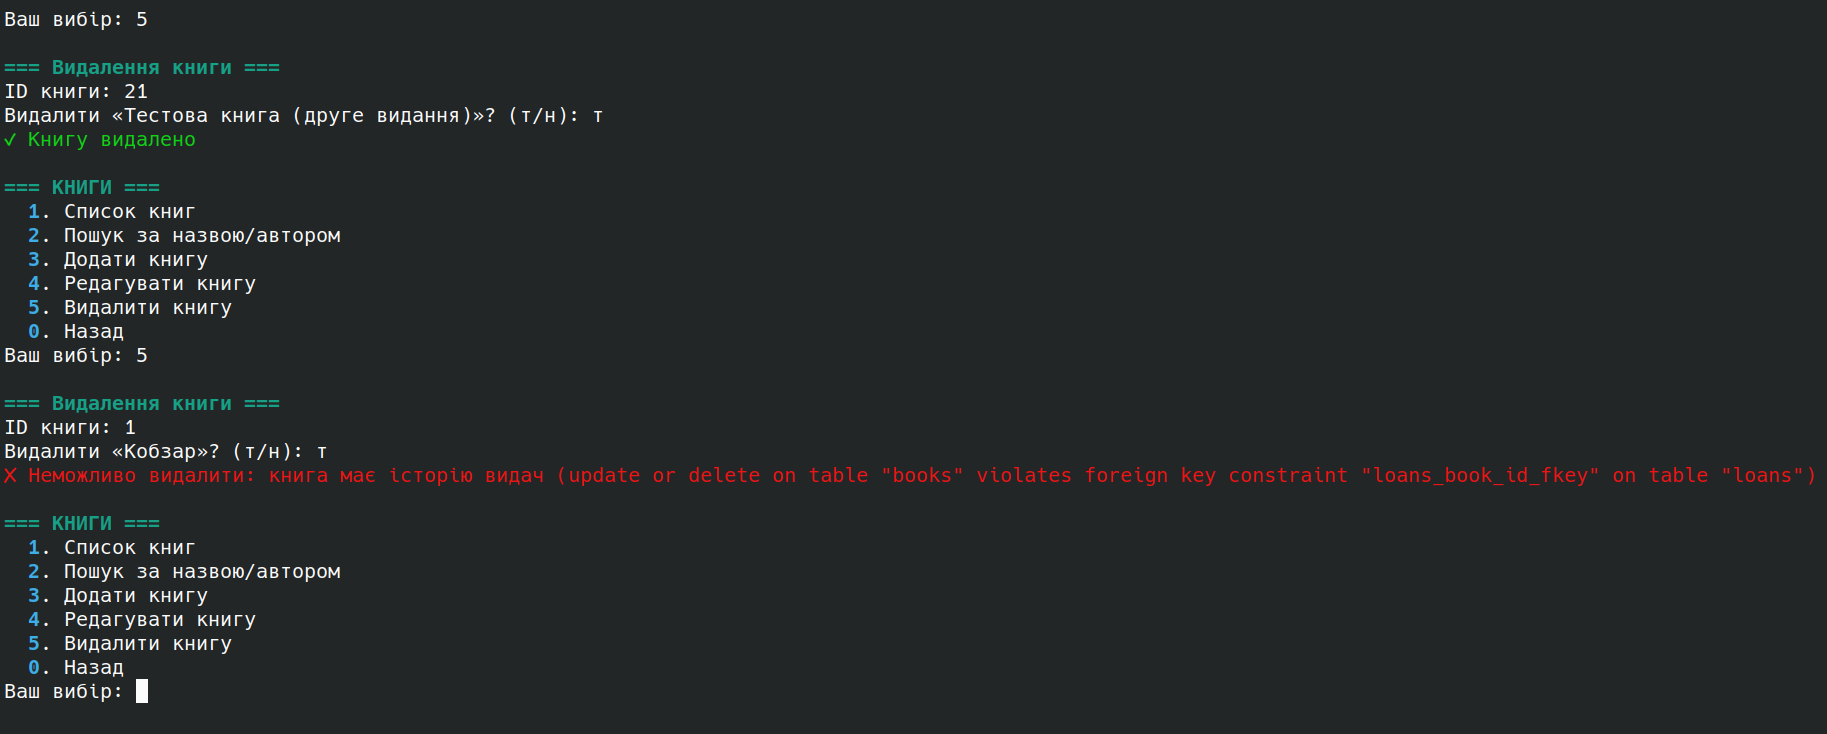 Ваш вибір: 5
=== Видалення книги ===
ID книги: 21
Видалити «Тестова книга (друге видання)»? (т/н): т
✓ Книгу видалено
=== КНИГИ ===
1. Список книг
2. Пошук за назвою/автором
3. Додати книгу
4. Редагувати книгу
5. Видалити книгу
0. Назад
Ваш вибір: 5
=== Видалення книги ===
ID книги: 1
Видалити «Кобзар»? (т/н): т
✗ Неможливо видалити: книга має історію видач (update or delete on table "books" violates foreign key constraint "loans_book_id_fkey" on table "loans")
=== КНИГИ ===
1. Список книг
2. Пошук за назвою/автором
3. Додати книгу
4. Редагувати книгу
5. Видалити книгу
0. Назад
Ваш вибір: